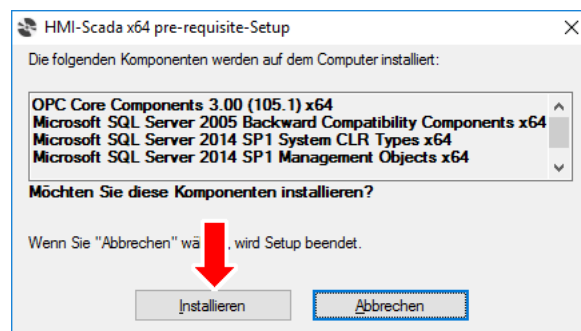 HMI-Scada x64 pre-requisite-Setup
Die folgenden Komponenten werden auf dem Computer installiert:
OPC Core Components 3.00 (105.1) x64
Microsoft SQL Server 2005 Backward Compatibility Components x64
Microsoft SQL Server 2014 SP1 System CLR Types x64
Microsoft SQL Server 2014 SP1 Management Objects x64
Möchten Sie diese Komponenten installieren?
Wenn Sie "Abbrechen" , wird Setup beendet.
Installieren Abbrechen